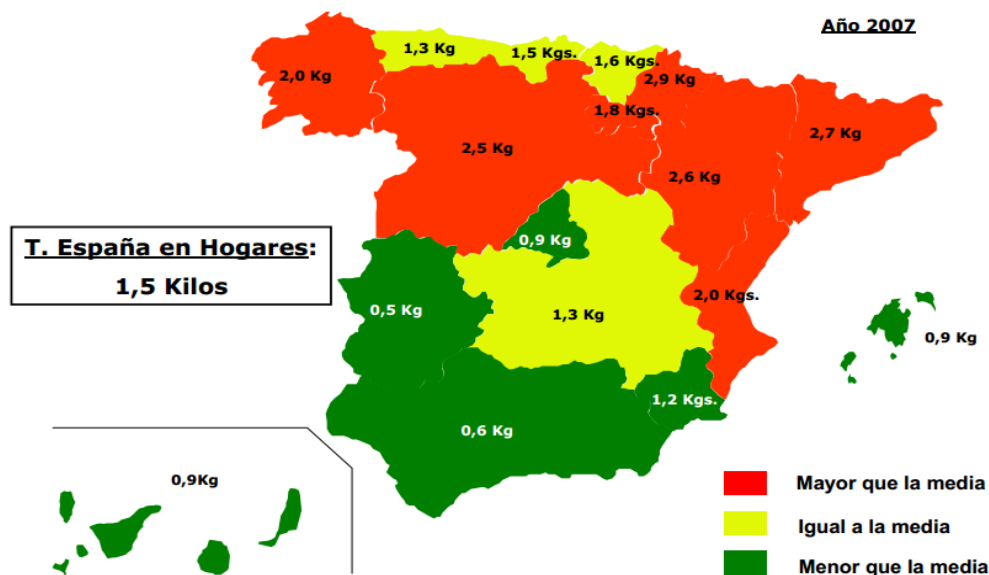 Año 2007
1,3 Kg
1,5 Kgs.
1,6 Kgs.
2,0 Kg
2,9 Kg
1,8 Kgs.
2,7 Kg
2,5 Kg
2,6 Kg
T. España en Hogares:
1,5 Kilos
0,9 Kg
0,5 Kg
1,3 Kg
2,0 Kgs.
0,9 Kg
1,2 Kgs.
0,6 Kg
0,9Kg
Mayor que la media
Igual a la media
Menor que la media